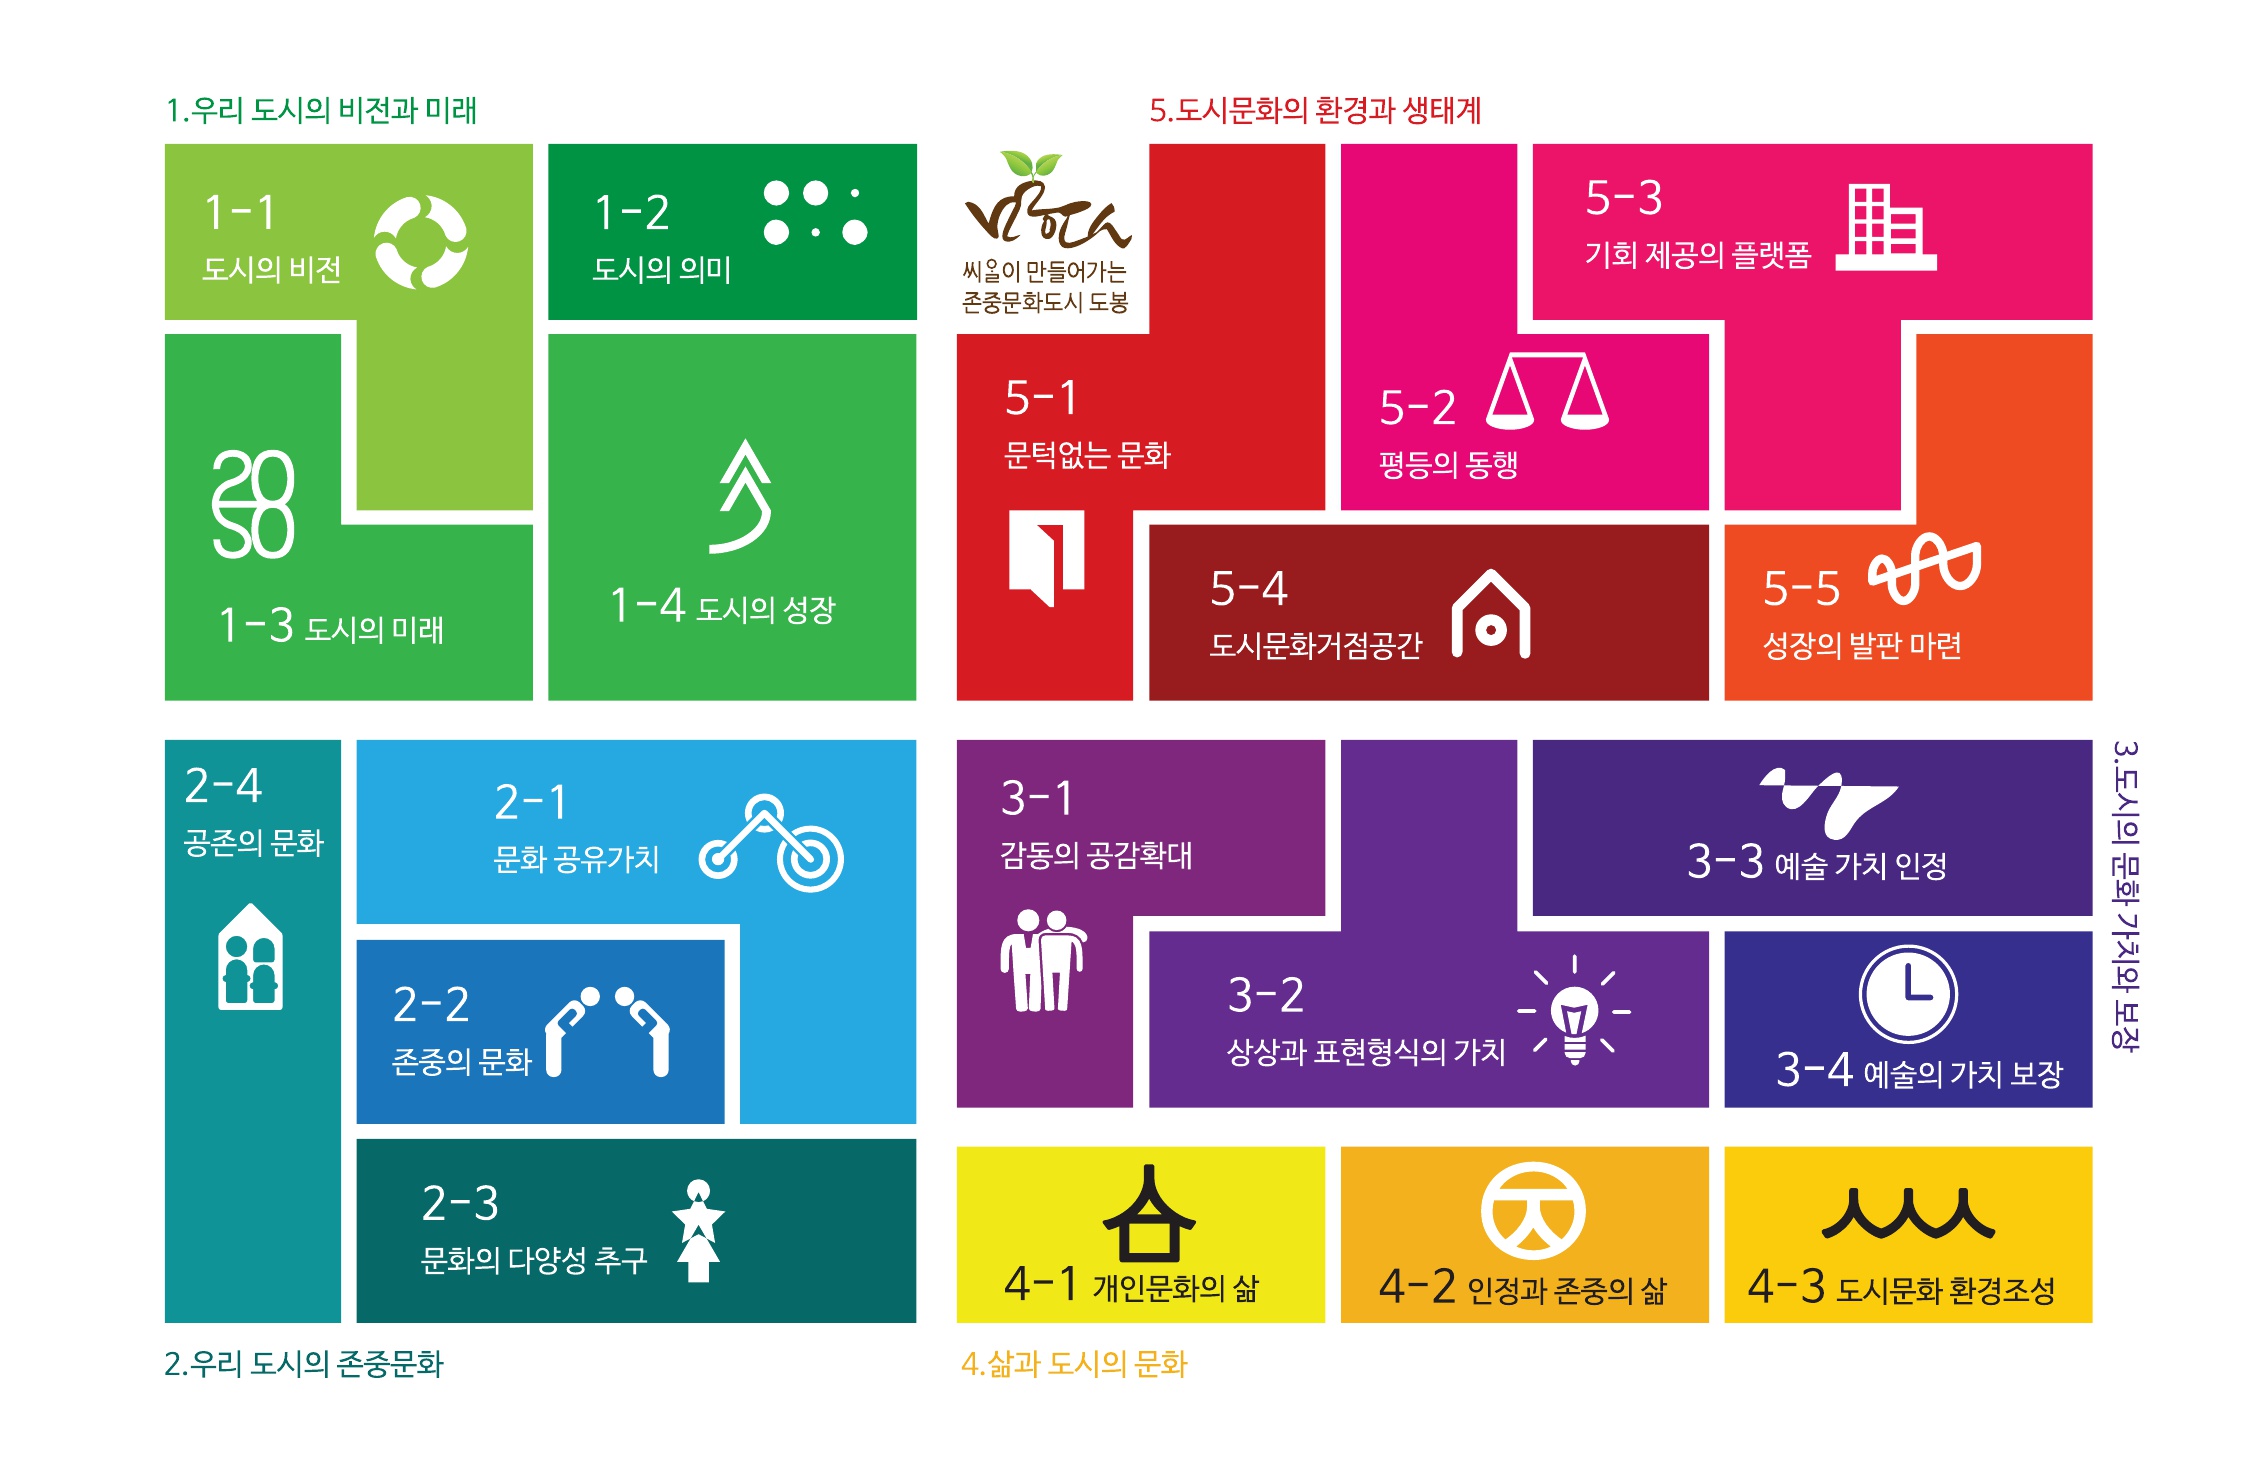 1.우리 도시의 비전과 미래
1-1
도시의 비전
1-2
도시의 의미
2050
1-3 도시의 미래
1-4 도시의 성장
씨올이 만들어가는
존중문화도시 도봉
5.도시문화의 환경과 생태계
5-1
문턱없는 문화
5-2
평등의 동행
5-3
기회 제공의 플랫폼
5-4
도시문화거점공간
5-5
성장의 발판 마련
2-4
공존의 문화
2-1
문화 공유가치
2-2
존중의 문화
2-3
문화의 다양성 추구
2.우리 도시의 존중문화
3.도시의 문화 가치와 보장
3-1
감동의 공감확대
3-2
상상과 표현형식의 가치
3-3 예술 가치 인정
3-4 예술의 가치 보장
4-1 개인문화의 삶
4-2 인정과 존중의 삶
4-3 도시문화 환경조성
4.삶과 도시의 문화